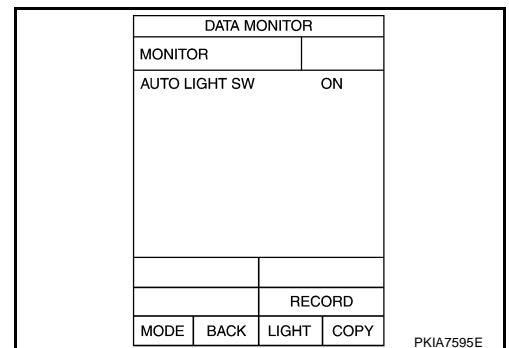 DATA MONITOR
MONITOR
AUTO LIGHT SW ON
RECORD
MODE BACK LIGHT COPY
PKIA7595E